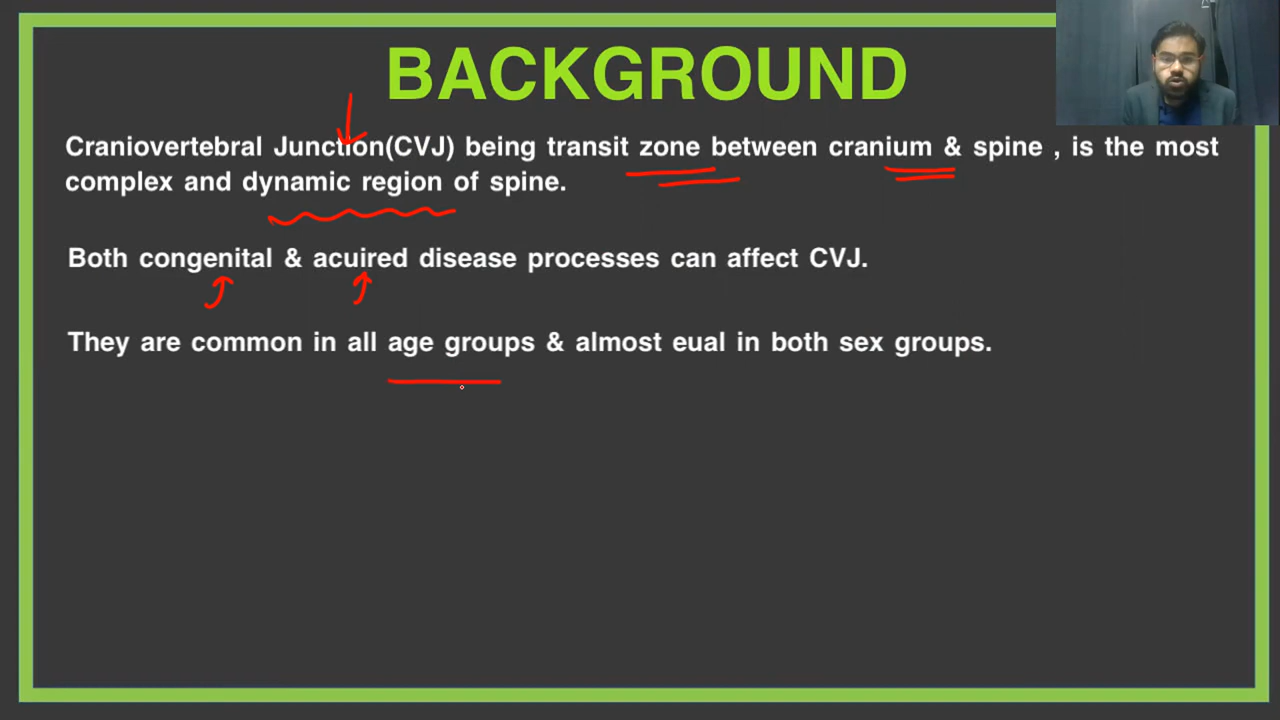 BACKGROUND
Craniovertebral Junction(CVJ) being transit zone between cranium & spine , is the most
complex and dynamic region of spine.
Both congenital & acuired disease processes can affect CVJ.
They are common in all age groups & almost eual in both sex groups.